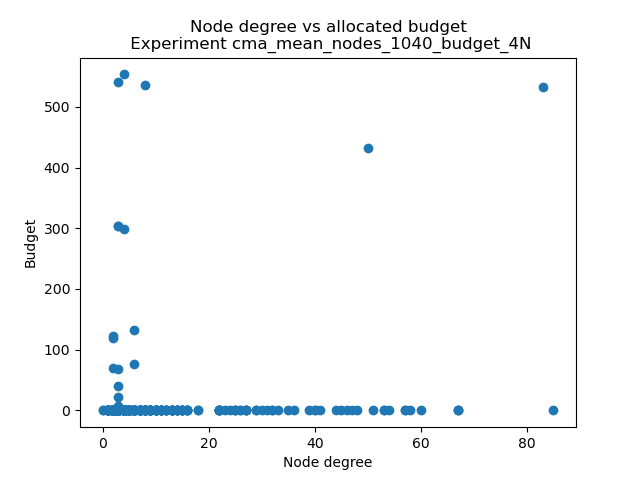 Node degree vs allocated budget
Experiment cma_mean_nodes_1040_budget_4N
Budget
500
400
300
200
100
0
0 20 40 60 80
Node degree